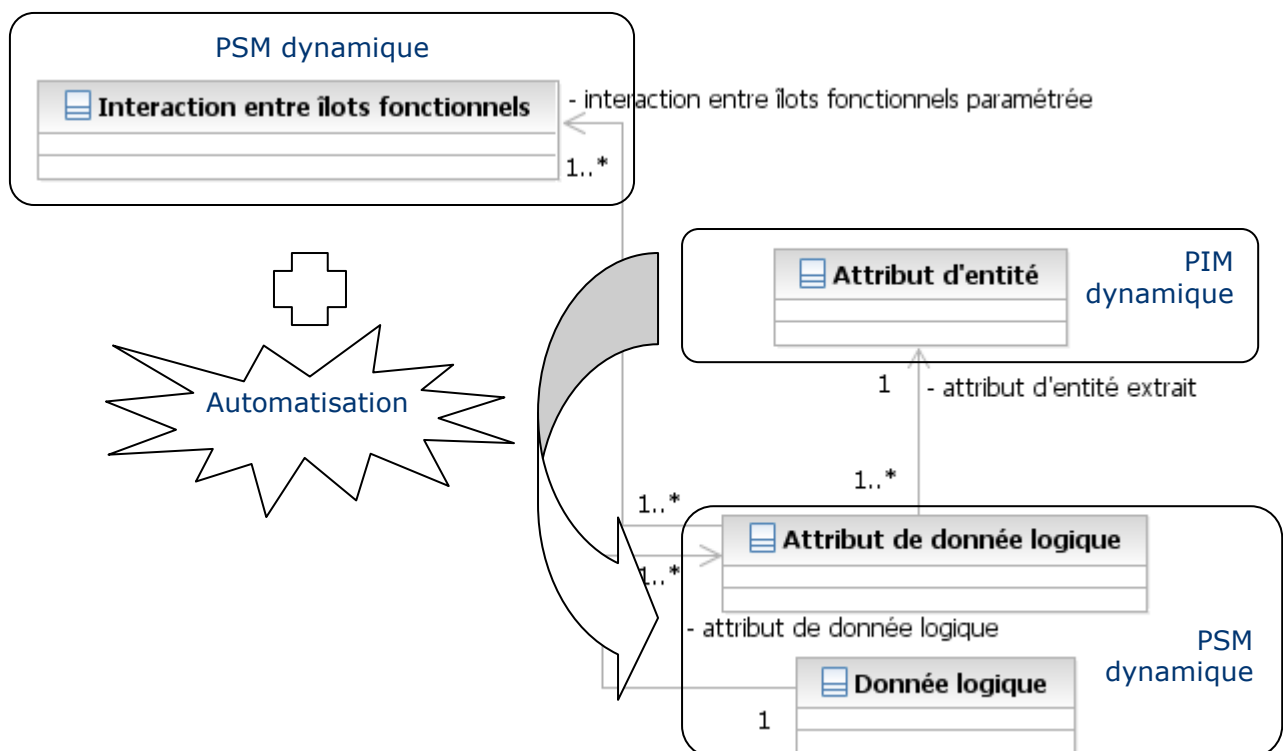 PSM dynamique
Interaction entre îlots fonctionnels
- interaction entre îlots fonctionnels paramétrée
1..*
Attribut d'entité
PIM
dynamique
Automatisation
1
- attribut d'entité extrait
1..*
1..*
Attribut de donnée logique
1..*
- attribut de donnée logique
PSM
dynamique
Donnée logique
1